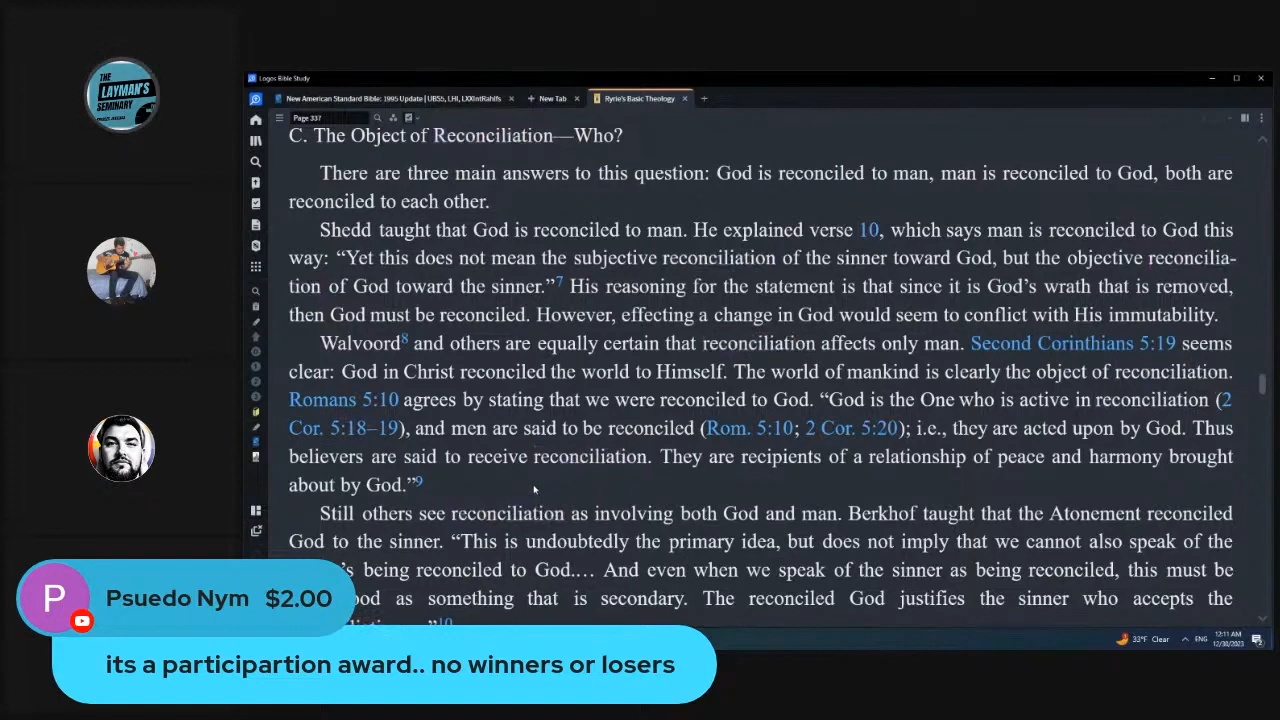 THE
LAYMAN'S
SEMINARY
Logos Bible Study
New American Standard Bible: 1995 Update | UBS5, LHI, LXXIntRahlfs
New Tab
Ryrie's Basic Theology
Page 337
C. The Object of Reconciliation—Who?
There are three main answers to this question: God is reconciled to man, man is reconciled to God, both are
reconciled to each other.
Shedd taught that God is reconciled to man. He explained verse 10, which says man is reconciled to God this
way: “Yet this does not mean the subjective reconciliation of the sinner toward God, but the objective reconcilia-
tion of God toward the sinner.”7 His reasoning for the statement is that since it is God’s wrath that is removed,
then God must be reconciled. However, effecting a change in God would seem to conflict with His immutability.
Walvoord8 and others are equally certain that reconciliation affects only man. Second Corinthians 5:19 seems
clear: God in Christ reconciled the world to Himself. The world of mankind is clearly the object of reconciliation.
Romans 5:10 agrees by stating that we were reconciled to God. “God is the One who is active in reconciliation (2
Cor. 5:18–19), and men are said to be reconciled (Rom. 5:10; 2 Cor. 5:20); i.e., they are acted upon by God. Thus
believers are said to receive reconciliation. They are recipients of a relationship of peace and harmony brought
about by God.”9
Still others see reconciliation as involving both God and man. Berkhof taught that the Atonement reconciled
God to the sinner. “This is undoubtedly the primary idea, but does not imply that we cannot also speak of the
’s being reconciled to God.… And even when we speak of the sinner as being reconciled, this must be
ood as something that is secondary. The reconciled God justifies the sinner who accepts the
”10
P
Psuedo Nym $2.00
its a participartion award.. no winners or losers
33°F Clear
ENG
12:11 AM
12/30/2023